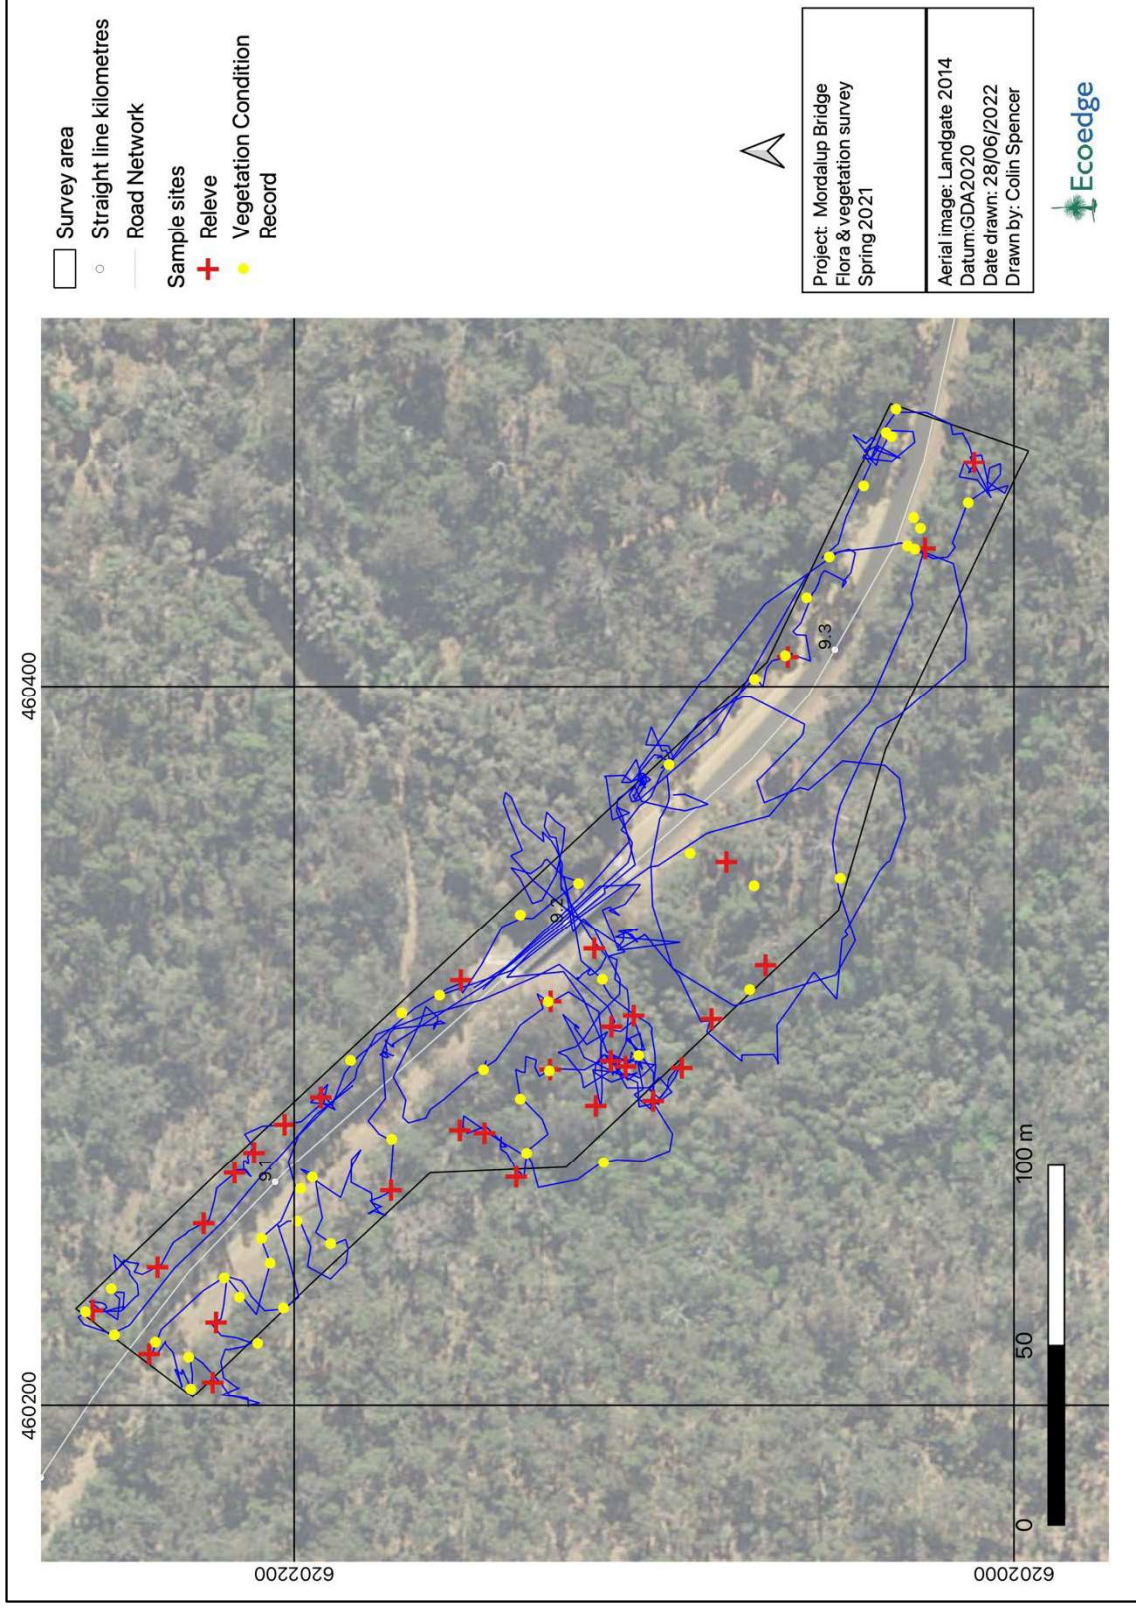 Survey area
Straight line kilometres
Road Network
Sample sites
Releve
Vegetation Condition
Record
Project: Mordalup Bridge
Flora & vegetation survey
Spring 2021
Aerial image: Landgate 2014
Datum:GDA2020
Date drawn: 28/06/2022
Drawn by: Colin Spencer
Ecoedge
460200
460400
6202200
6202000
9.1
9.2
9.3
0
50
100 m